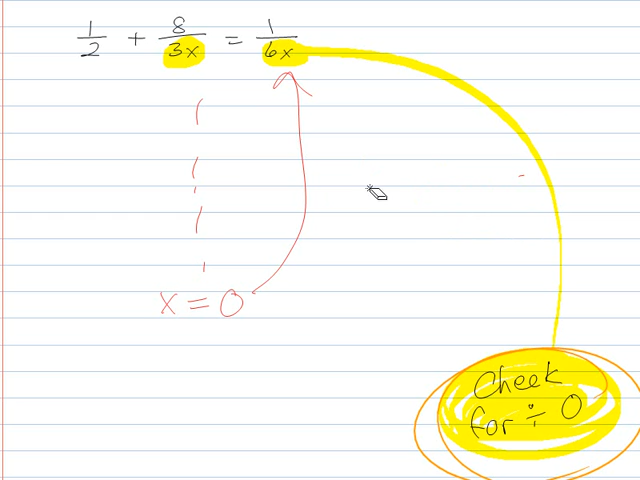 1/2 + 8/3x = 1/6x
x = 0
Check
for ÷ 0